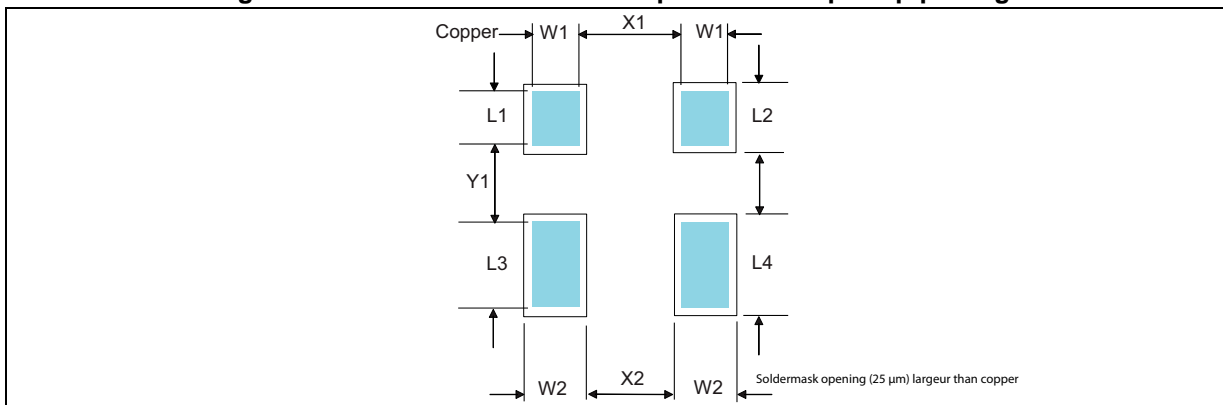 Copper W1 X1 W1
L1 L2
Y1
L3 L4
W2 X2 W2
Soldermask opening (25 µm) largeur than copper